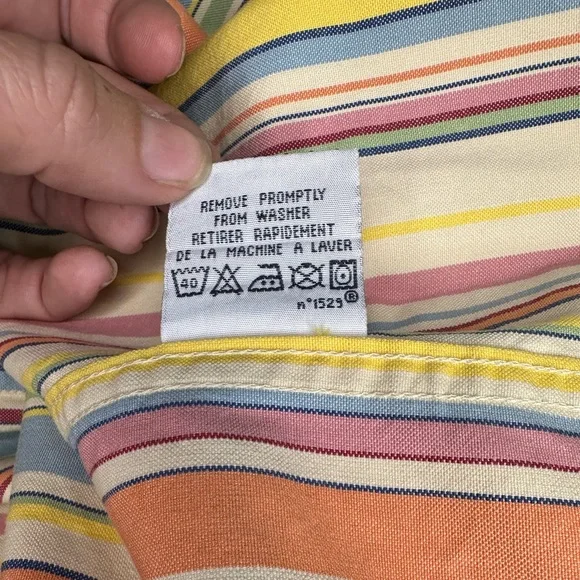 REMOVE PROMPTLY
FROM WASHER
RETIRER RAPIDEMENT
DE LA MACHINE A LAVER
40
n°1529®